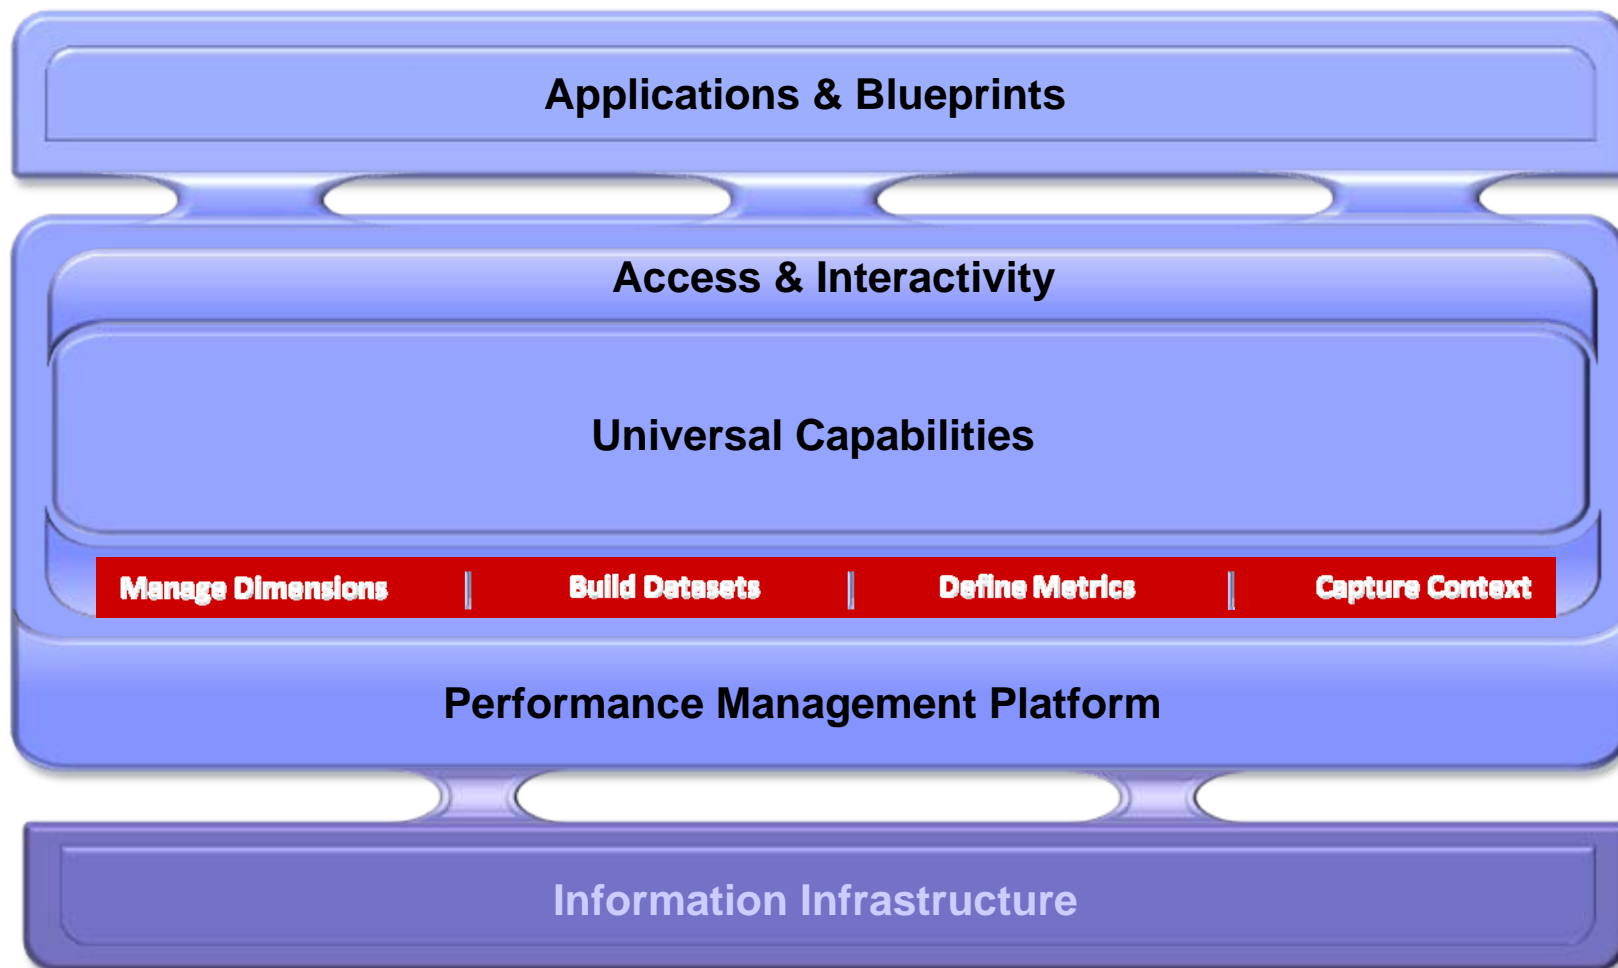 Applications & Blueprints
Access & Interactivity
Universal Capabilities
Manage Dimensions | Build Datasets | Define Metrics | Capture Context
Performance Management Platform
Information Infrastructure